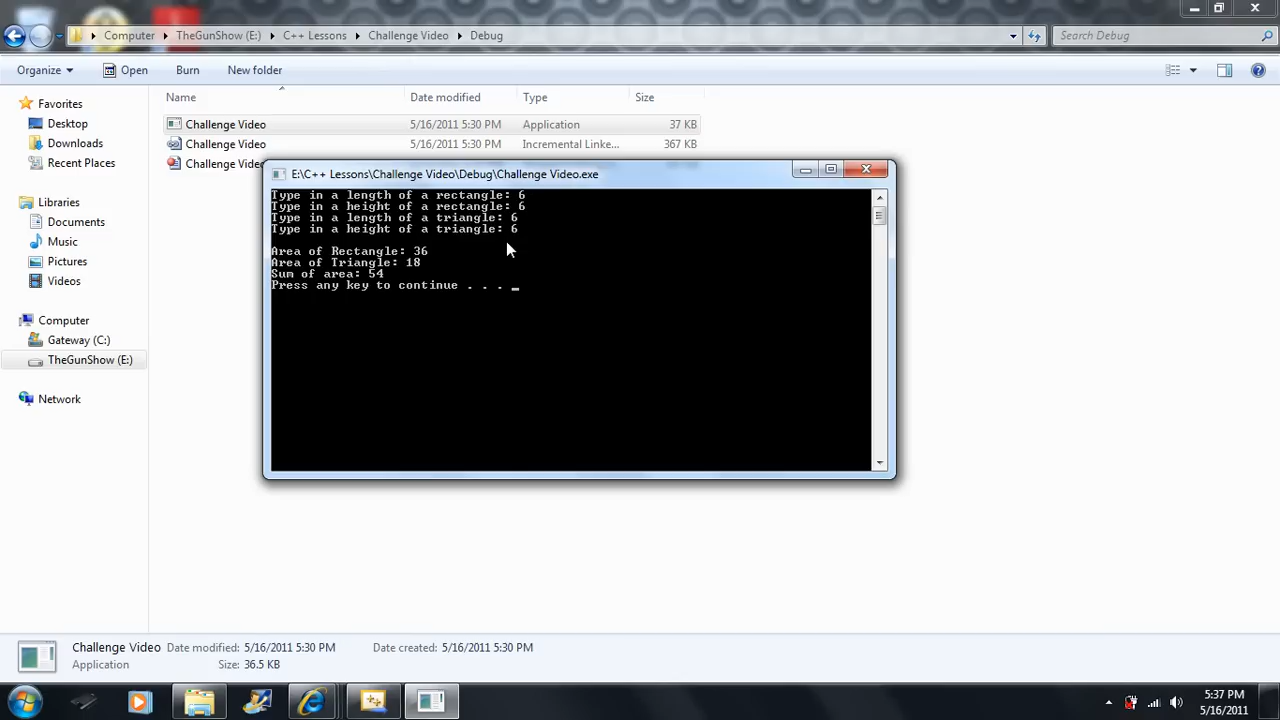 Computer TheGunShow (E:) C++ Lessons Challenge Video Debug Search Debug
Organize Open Burn New folder
Name Date modified Type Size
Favorites
Desktop
Downloads
Recent Places
Libraries
Documents
Music
Pictures
Videos
Computer
Gateway (C:)
TheGunShow (E:)
Network
Challenge Video 5/16/2011 5:30 PM Application 37 KB
Challenge Video 5/16/2011 5:30 PM Incremental Linke... 367 KB
Challenge Vide
E:\C++ Lessons\Challenge Video\Debug\Challenge Video.exe
Type in a length of a rectangle: 6
Type in a height of a rectangle: 6
Type in a length of a triangle: 6
Type in a height of a triangle: 6
Area of Rectangle: 36
Area of Triangle: 18
Sum of area: 54
Press any key to continue . . . _
Challenge Video Date modified: 5/16/2011 5:30 PM Date created: 5/16/2011 5:30 PM
Application Size: 36.5 KB
5:37 PM
5/16/2011